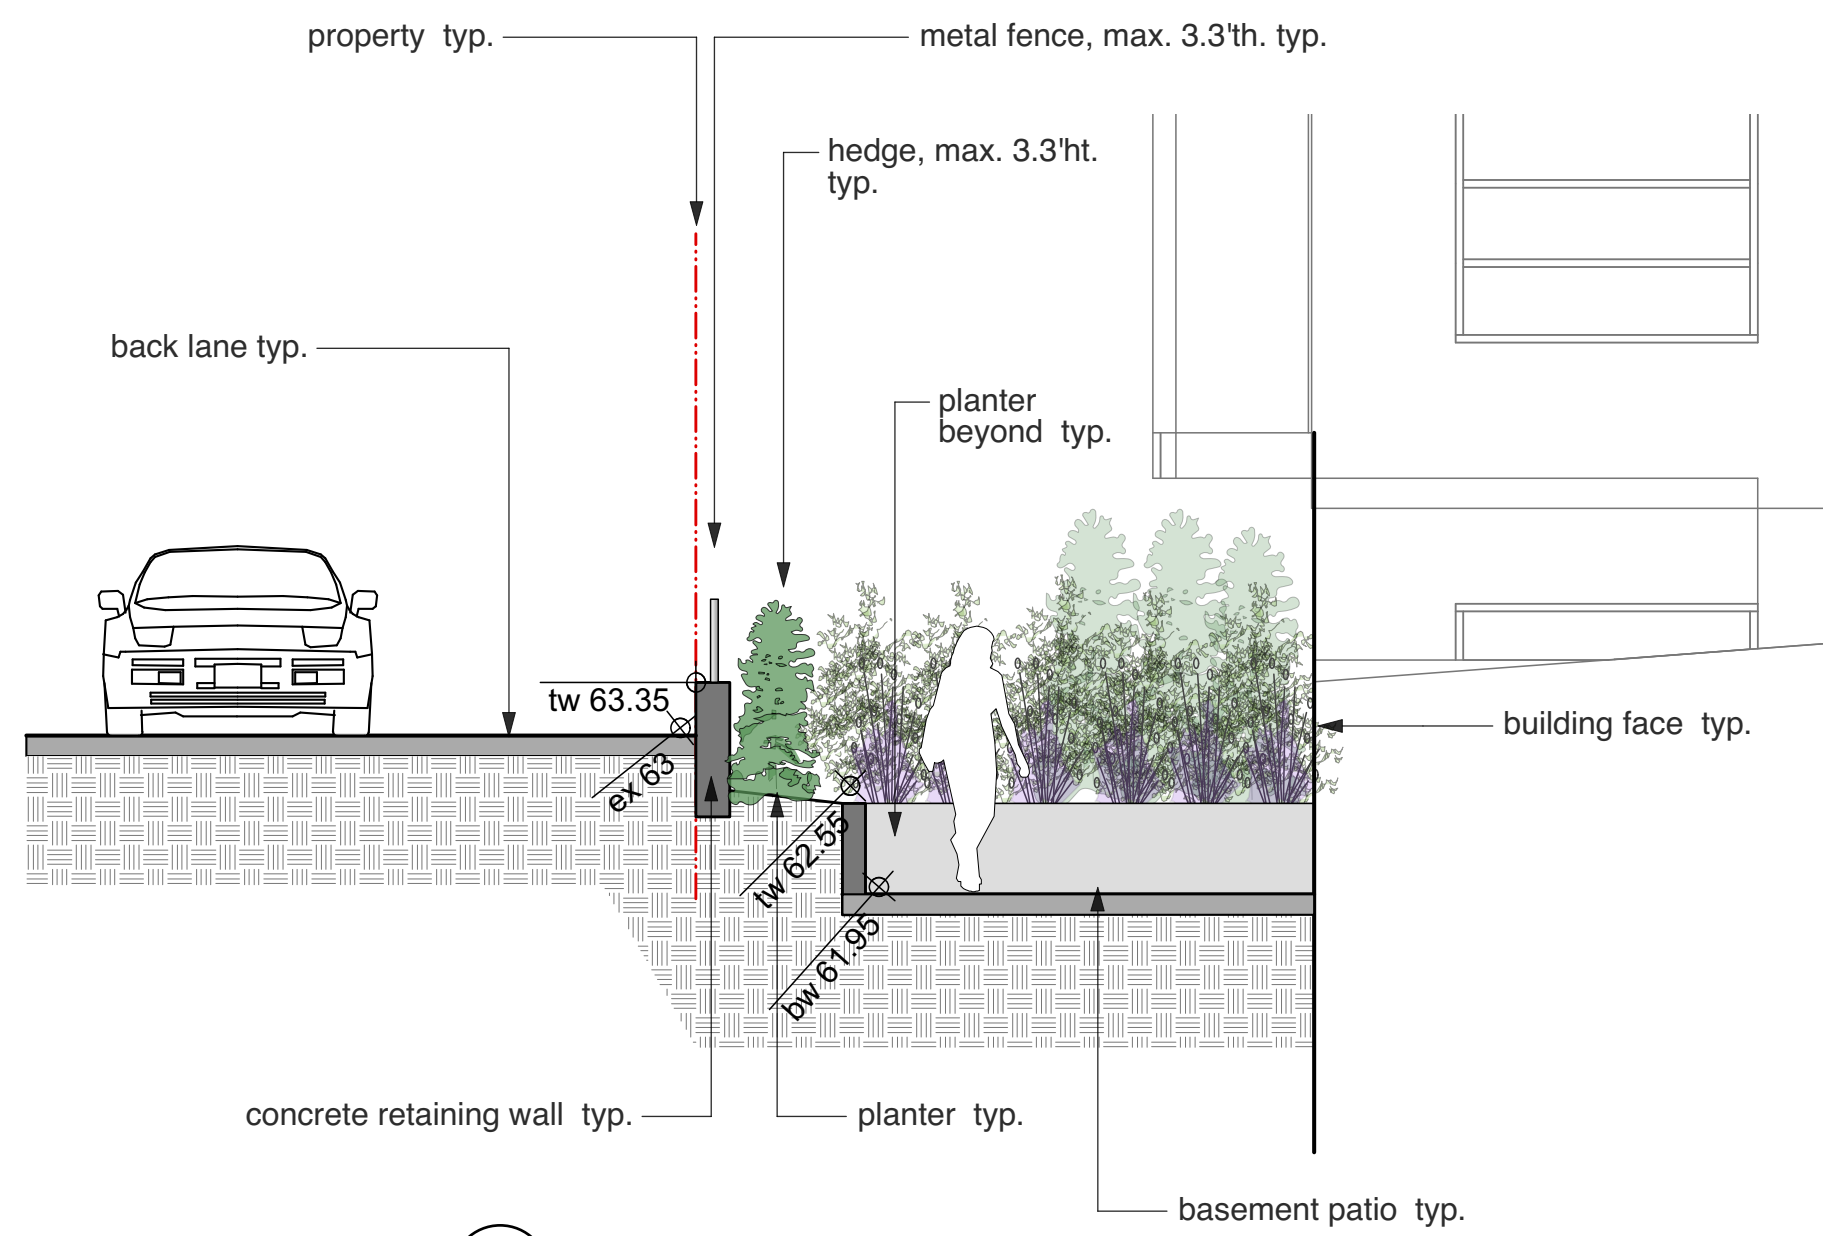 property typ.
metal fence, max. 3.3'th. typ.
hedge, max. 3.3'ht.
typ.
back lane typ.
planter
beyond typ.
tw 63.35
ex 63
tw 62.55
bw 61.95
building face typ.
concrete retaining wall typ.
planter typ.
basement patio typ.